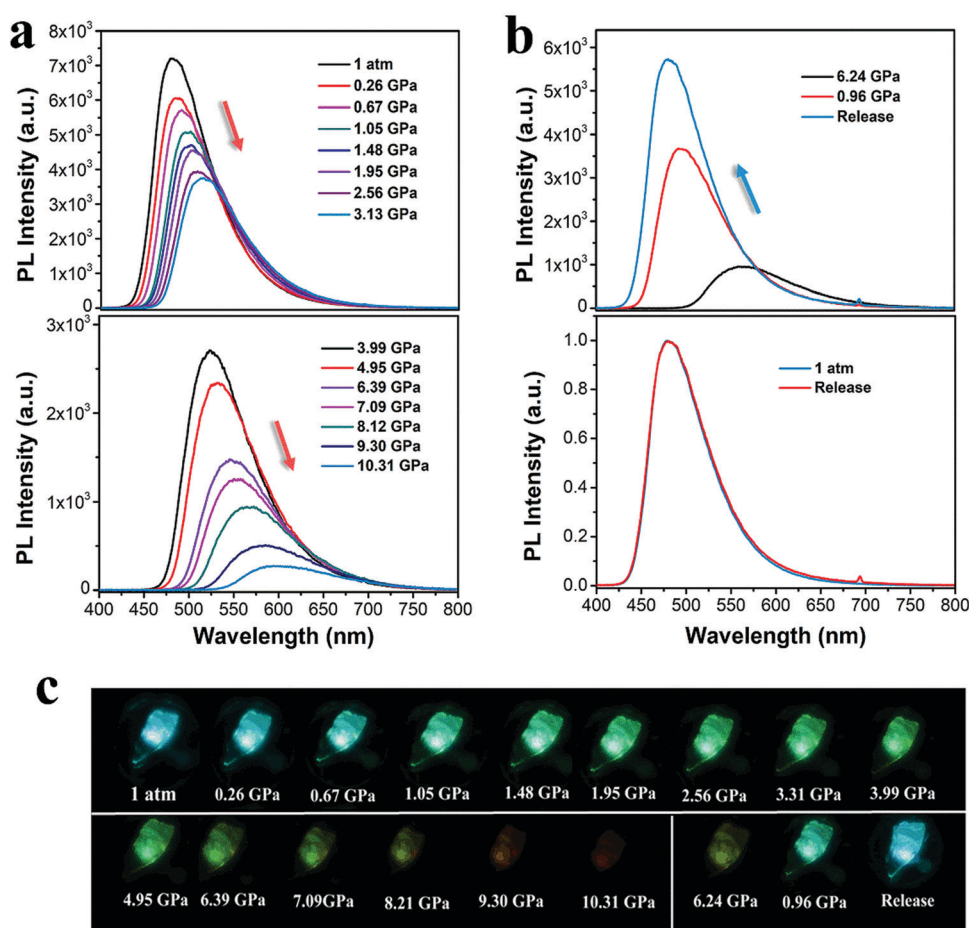 a
8x10³
7x10³
6x10³
5x10³
4x10³
3x10³
2x10³
1x10³
0
PL Intensity (a.u.)
1 atm
0.26 GPa
0.67 GPa
1.05 GPa
1.48 GPa
1.95 GPa
2.56 GPa
3.13 GPa
3x10³
2x10³
1x10³
0
PL Intensity (a.u.)
3.99 GPa
4.95 GPa
6.39 GPa
7.09 GPa
8.12 GPa
9.30 GPa
10.31 GPa
400 450 500 550 600 650 700 750 800
Wavelength (nm)
b
6x10³
5x10³
4x10³
3x10³
2x10³
1x10³
0
PL Intensity (a.u.)
6.24 GPa
0.96 GPa
Release
1.0
0.8
0.6
0.4
0.2
0.0
PL Intensity (a.u.)
1 atm
Release
400 450 500 550 600 650 700 750 800
Wavelength (nm)
c
1 atm 0.26 GPa 0.67 GPa 1.05 GPa 1.48 GPa 1.95 GPa 2.56 GPa 3.31 GPa 3.99 GPa
4.95 GPa 6.39 GPa 7.09GPa 8.21 GPa 9.30 GPa 10.31 GPa 6.24 GPa 0.96 GPa Release